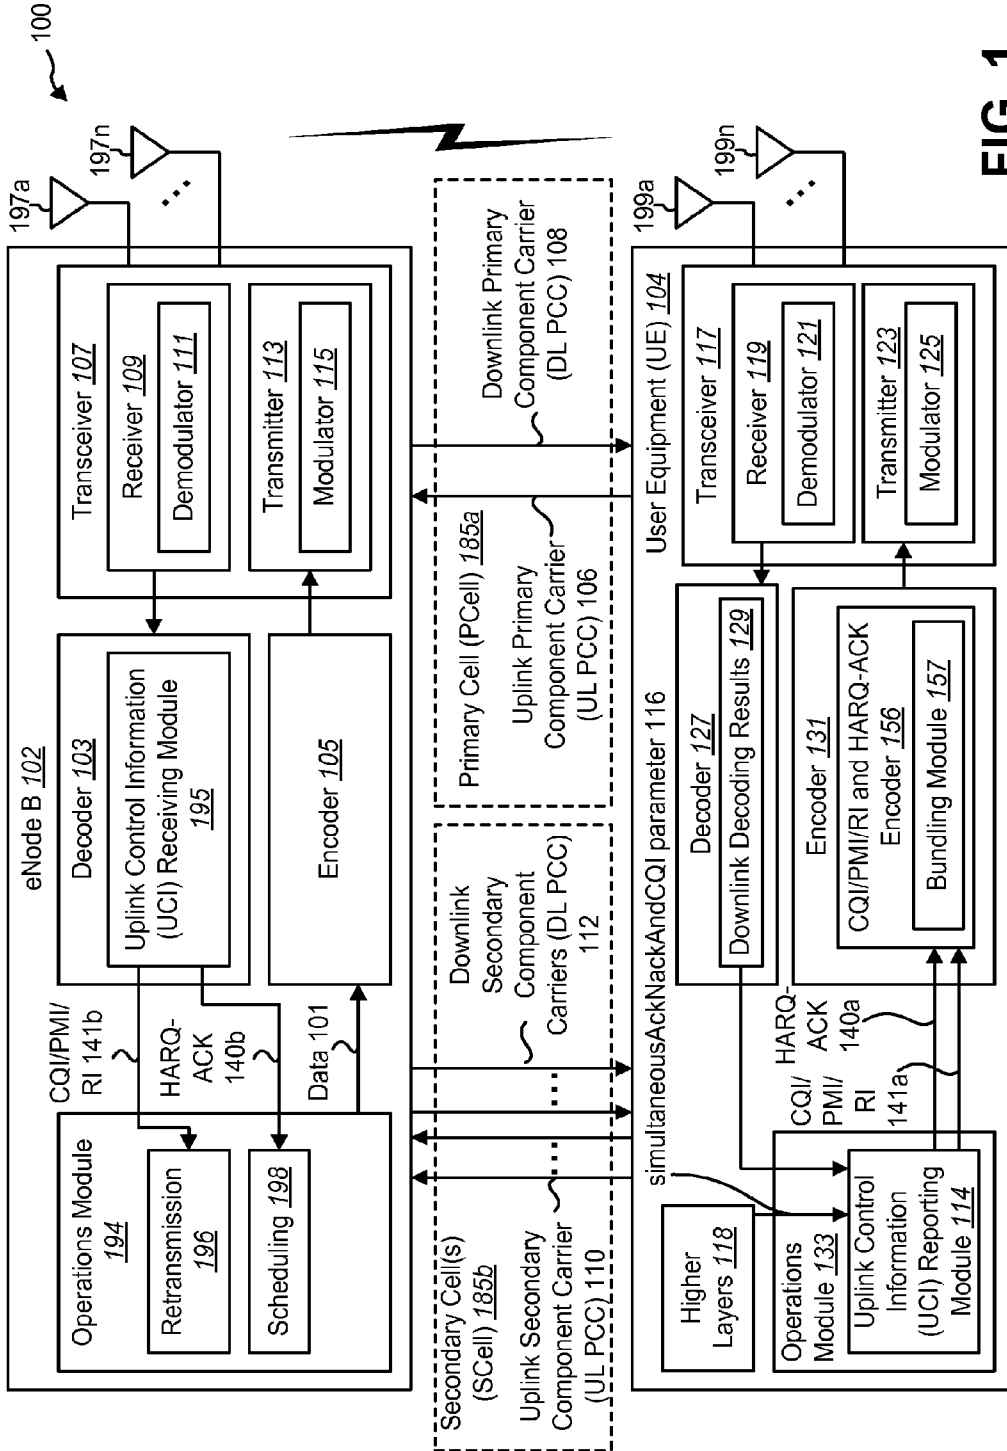 100
eNode B 102
Operations Module
194
Retransmission
196
Scheduling 198
CQI/PMI/
RI 141b
HARQ-
ACK
140b
Data 101
Decoder 103
Uplink Control Information
(UCI) Receiving Module
195
Encoder 105
Transceiver 107
Receiver 109
Demodulator 111
Transmitter 113
Modulator 115
197a
197n
Secondary Cell(s)
(SCell) 185b
Uplink Secondary
Component Carrier
(UL PCC) 110
Downlink
Secondary
Component
Carriers (DL PCC)
112
Primary Cell (PCell) 185a
Uplink Primary
Component Carrier
(UL PCC) 106
Downlink Primary
Component Carrier
(DL PCC) 108
User Equipment (UE) 104
simultaneousAckNackAndCQI parameter 116
Higher
Layers 118
Operations
Module 133
Uplink Control
Information
(UCI) Reporting
Module 114
CQI/
PMI/
RI
141a
HARQ-
ACK
140a
Decoder 127
Downlink Decoding Results 129
Encoder 131
CQI/PMI/RI and HARQ-ACK
Encoder 156
Bundling Module 157
Transceiver 117
Receiver 119
Demodulator 121
Transmitter 123
Modulator 125
199a
199n
FIG 1